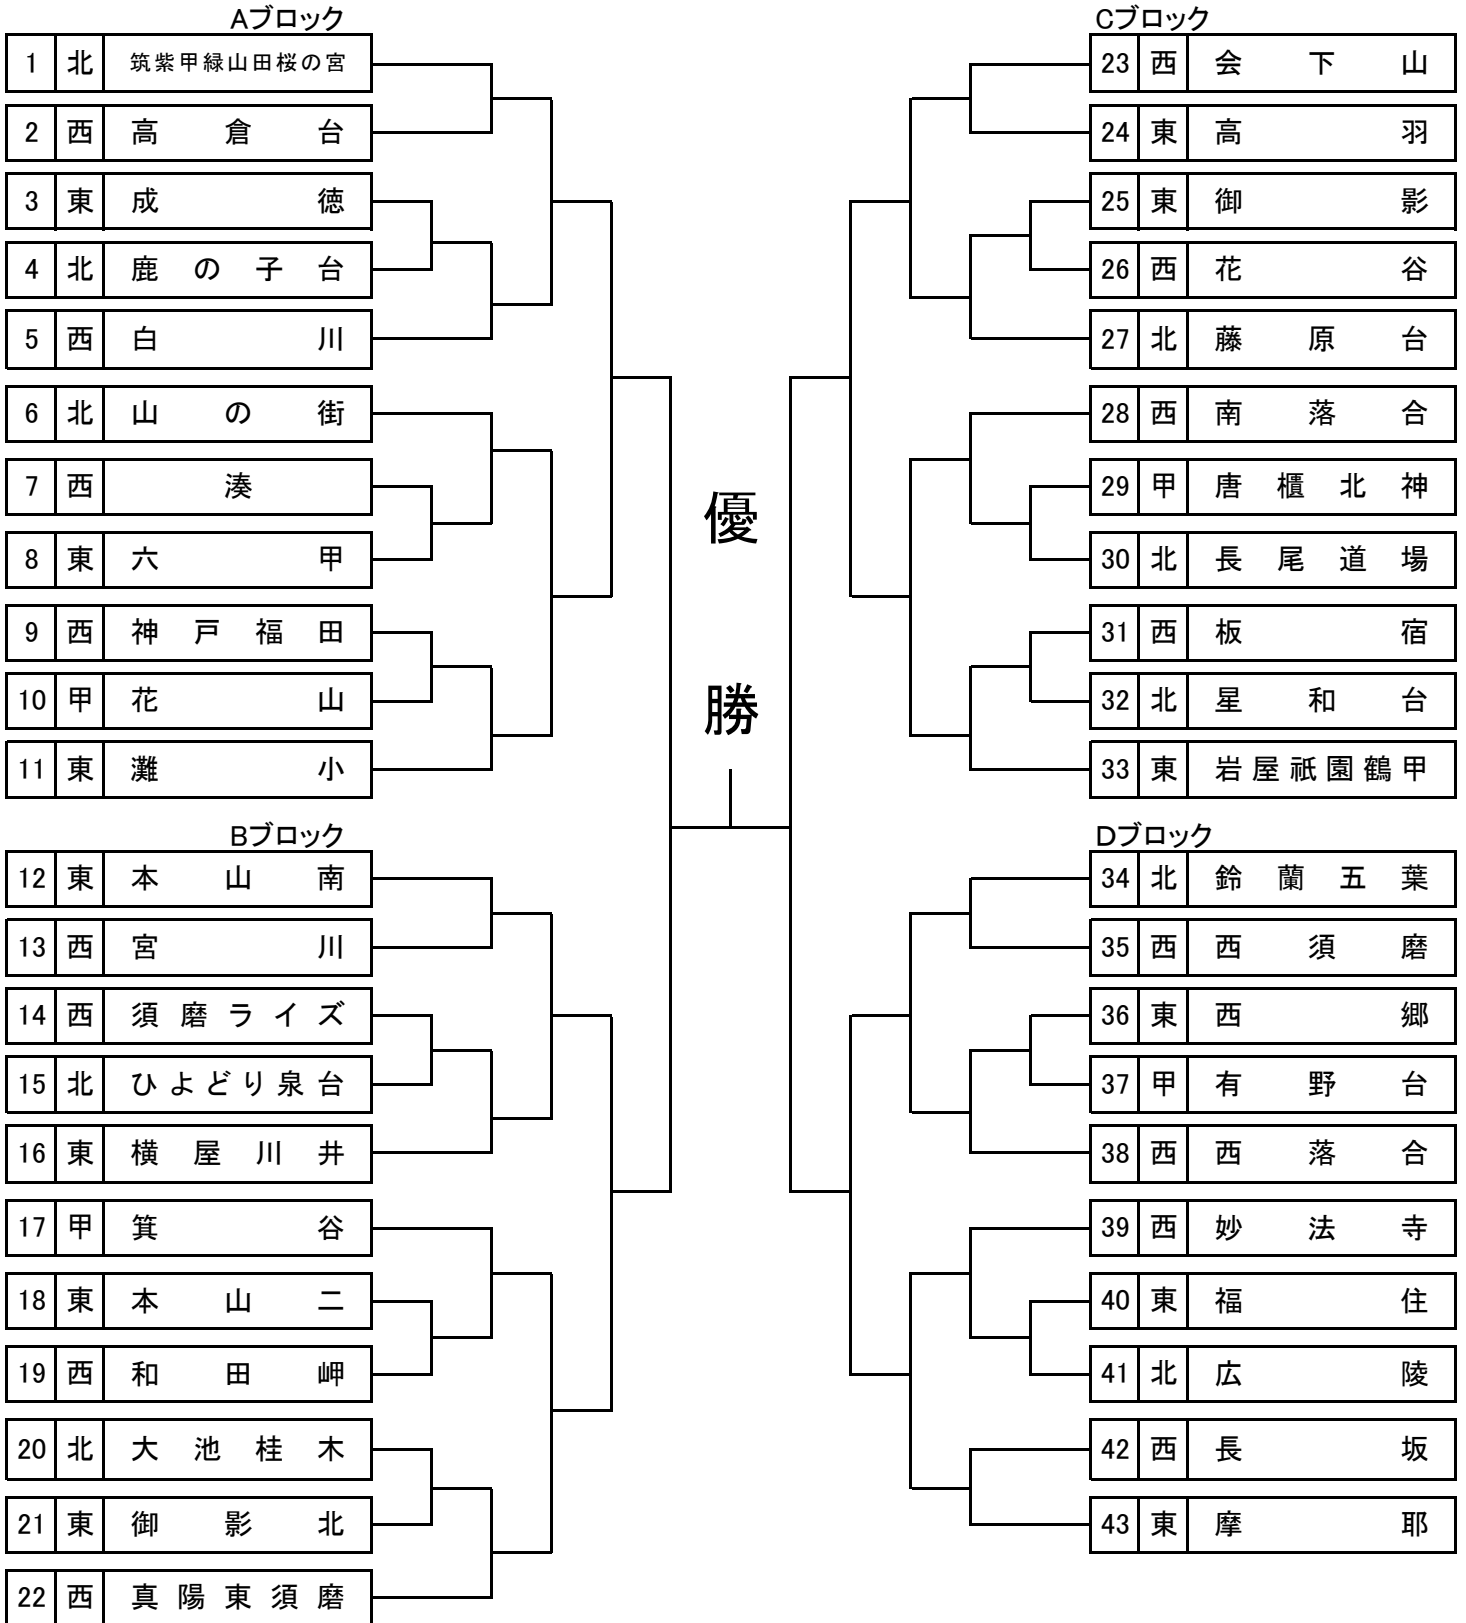 Aブロック
1 北 筑紫甲緑山田桜の宮
2 西 高倉台
3 東 成徳
4 北 鹿の子台
5 西 白川
6 北 山の街
7 西 湊
8 東 六甲
9 西 神戸福田
10 甲 花山
11 東 灘小
Bブロック
12 東 本山南
13 西 宮川
14 西 須磨ライズ
15 北 ひよどり泉台
16 東 横屋川井
17 甲 箕谷
18 東 本山二
19 西 和田岬
20 北 大池桂木
21 東 御影北
22 西 真陽東須磨
優勝
Cブロック
23 西 会下山
24 東 高羽
25 東 御影
26 西 花谷
27 北 藤原台
28 西 南落合
29 甲 唐櫃北神
30 北 長尾道場
31 西 板宿
32 北 星和台
33 東 岩屋祇園鶴甲
Dブロック
34 北 鈴蘭五葉
35 西 西須磨
36 東 西郷
37 甲 有野台
38 西 西落合
39 西 妙法寺
40 東 福住
41 北 広陵
42 西 長坂
43 東 摩耶